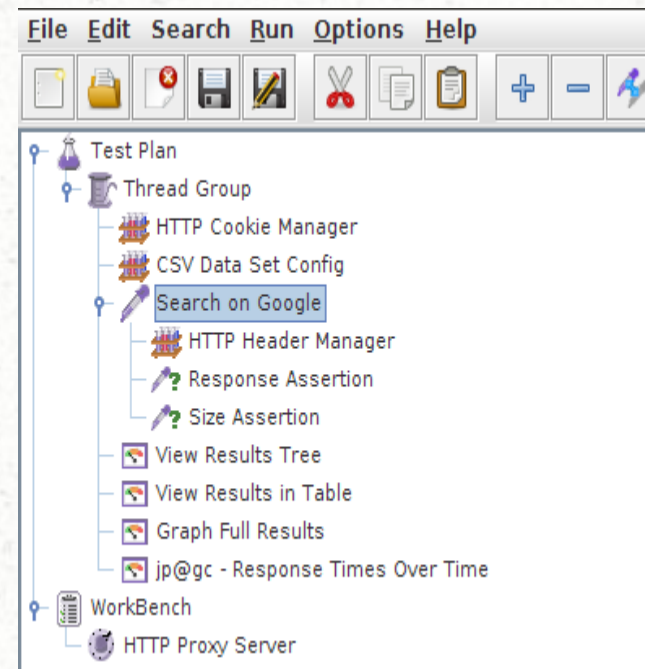 File Edit Search Run Options Help
Test Plan
Thread Group
HTTP Cookie Manager
CSV Data Set Config
Search on Google
HTTP Header Manager
Response Assertion
Size Assertion
View Results Tree
View Results in Table
Graph Full Results
jp@gc - Response Times Over Time
WorkBench
HTTP Proxy Server